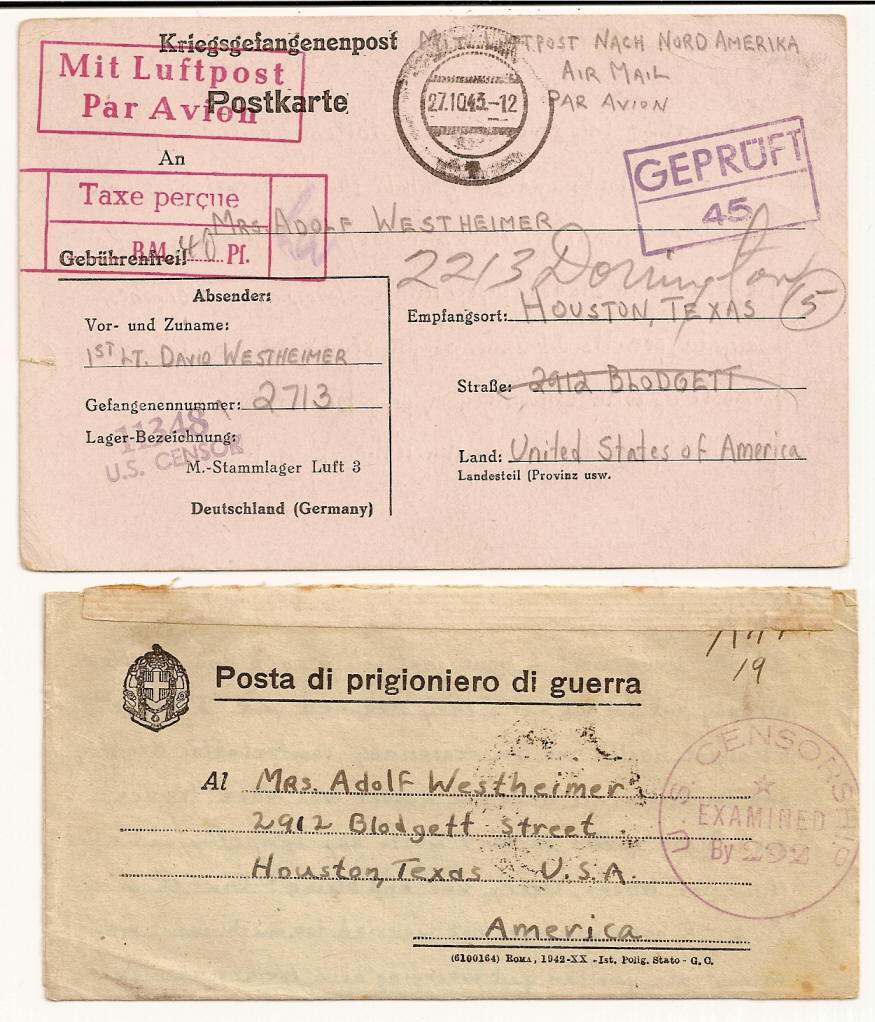 Kriegsgefangenenpost
Mit Luftpost
Par Avion
Postkarte
27.10.43.-12
MIT LUFTPOST NACH NORD AMERIKA
AIR MAIL
PAR AVION
GEPRÜFT
45
An
Taxe perçue
RM 40 Pf.
Gebührenfrei!
MRS. ADOLF WESTHEIMER
2213 Dorrington
Empfangsort: HOUSTON, TEXAS
15
Straße: 2912 BLODGETT
Land: United States of America
Landesteil (Provinz usw.
Absender:
Vor- und Zuname:
1ST LT. DAVID WESTHEIMER
Gefangenennummer: 2713
Lager-Bezeichnung:
11348
U.S. CENSOR
M.-Stammlager Luft 3
Deutschland (Germany)
Posta di prigioniero di guerra
19
Al Mrs. Adolf Westheimer
2912 Blodgett Street.
Houston, Texas U.S.A.
America
U S CENSORSHIP
EXAMINED
By 292
(6100164) ROMA, 1942-XX - Ist. Polig. Stato - G. C.